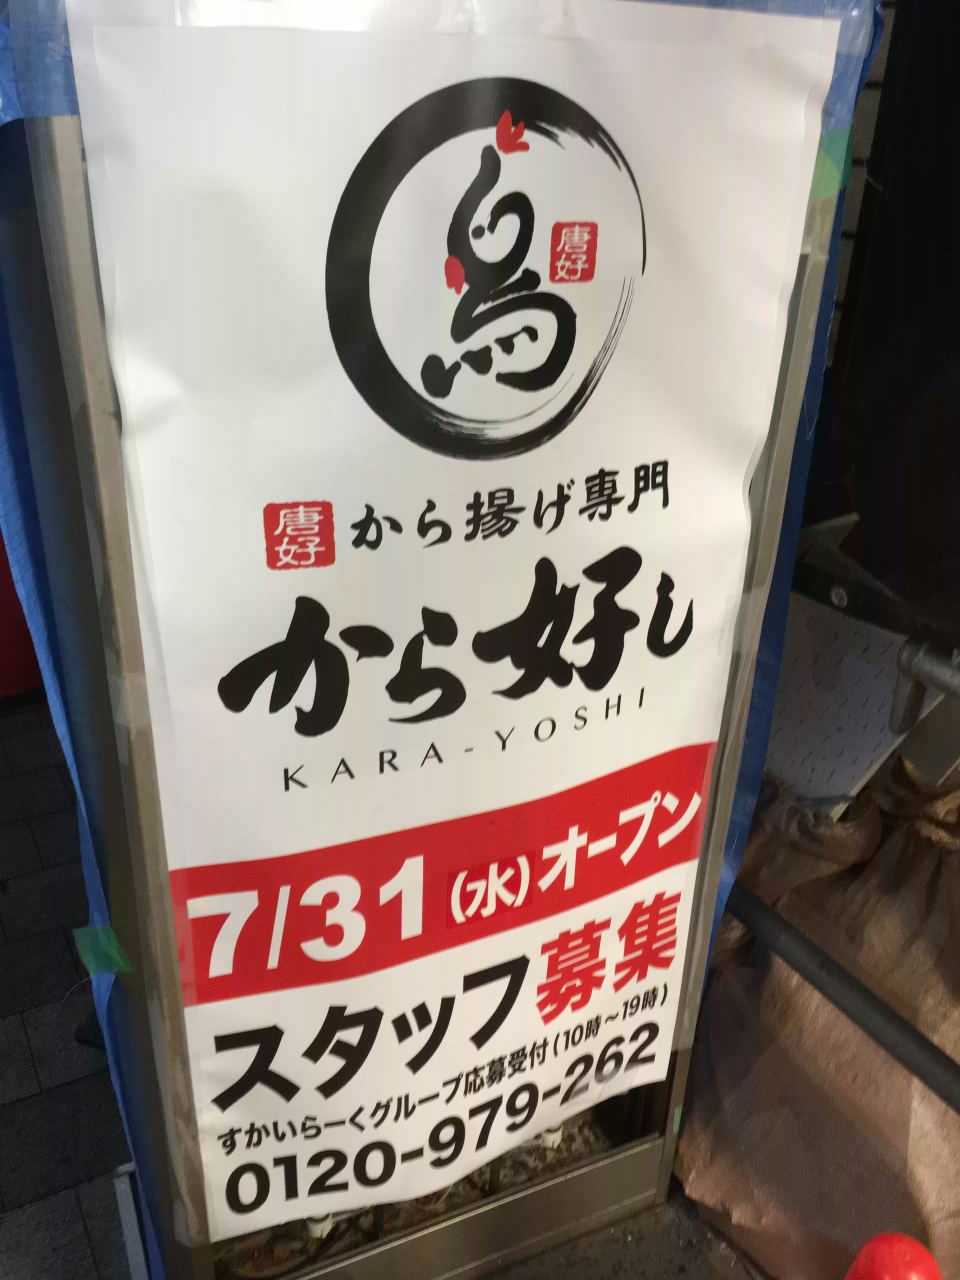 鳥
唐好
唐好 から揚げ専門
から好し
KARA-YOSHI
7/31(水)オープン
スタッフ募集
すかいらーくグループ応募受付(10時〜19時)
0120-979-262